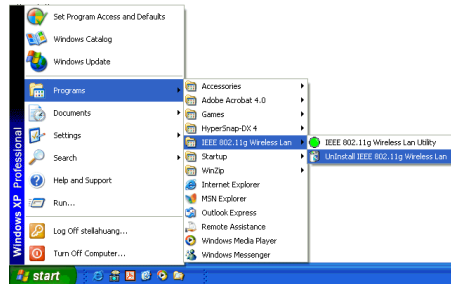 Set Program Access and Defaults
Windows Catalog
Windows Update
Programs
Documents
Settings
Search
Help and Support
Run...
Log Off stellahuang...
Turn Off Computer...
Windows XP Professional
Accessories
Adobe Acrobat 4.0
Games
HyperSnap-DX 4
IEEE 802.11g Wireless Lan
Startup
WinZip
Internet Explorer
MSN Explorer
Outlook Express
Remote Assistance
Windows Media Player
Windows Messenger
IEEE 802.11g Wireless Lan Utility
UnInstall IEEE 802.11g Wireless Lan
start